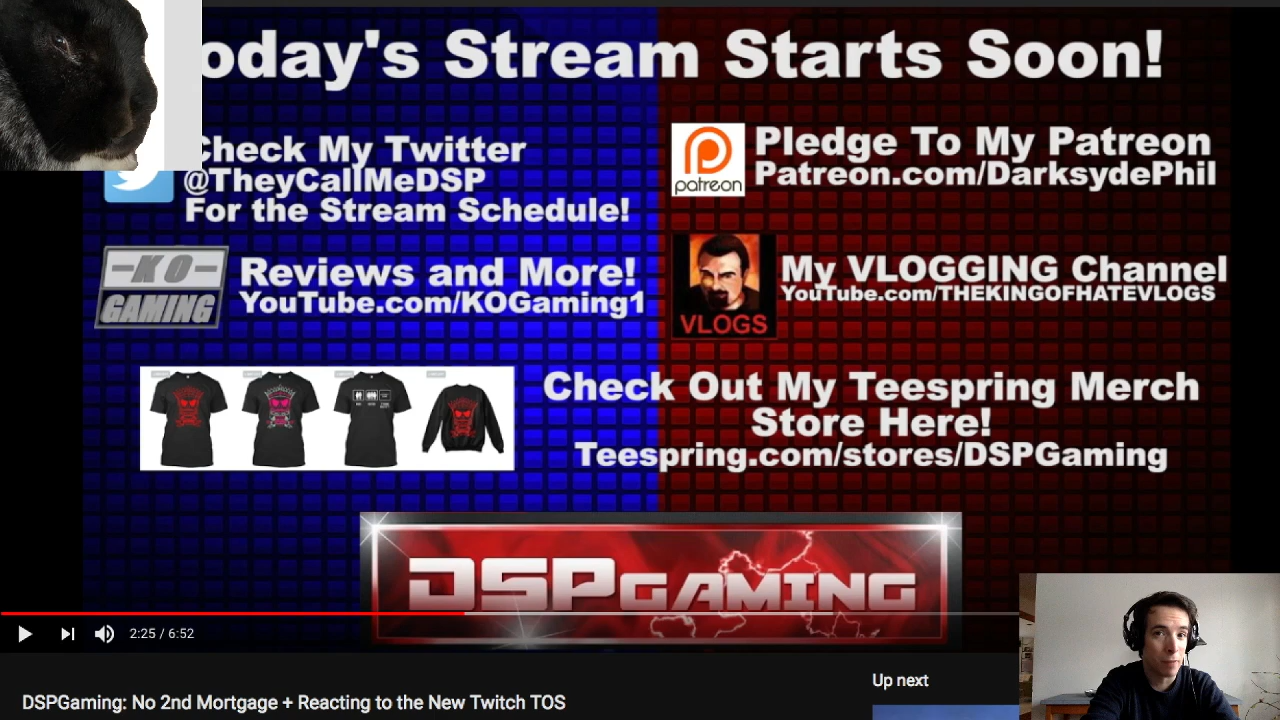 oday's Stream Starts Soon!
Check My Twitter
@TheyCallMeDSP
For the Stream Schedule!
patreon
Pledge To My Patreon
Patreon.com/DarksydePhil
-KO-
GAMING
Reviews and More!
YouTube.com/KOGaming1
VLOGS
My VLOGGING Channel
YouTube.com/THEKINGOFHATEVLOGS
Check Out My Teespring Merch
Store Here!
Teespring.com/stores/DSPGaming
DSPGAMING
2:25 / 6:52
DSPGaming: No 2nd Mortgage + Reacting to the New Twitch TOS
Up next